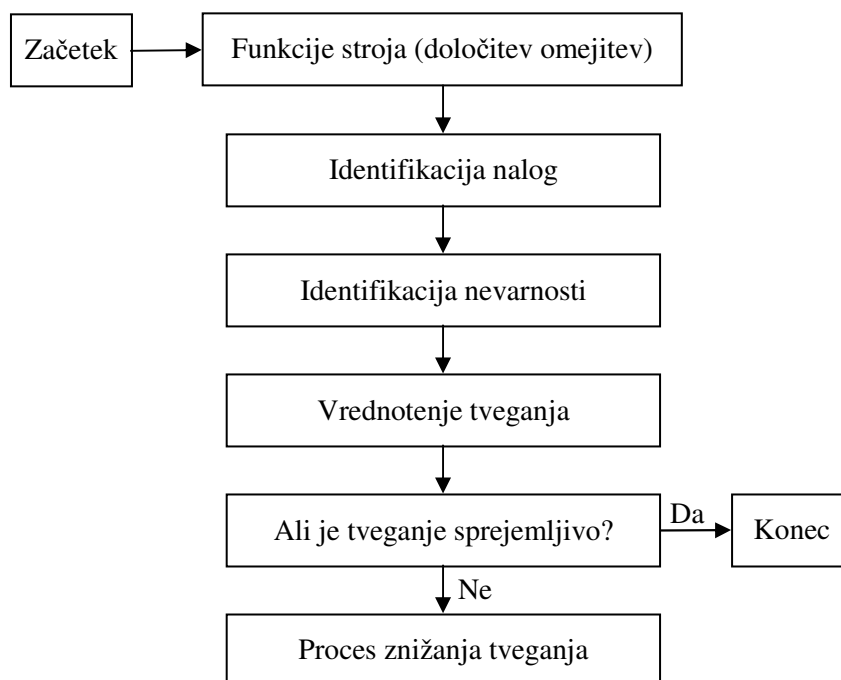 Začetek
Funkcije stroja (določitev omejitev)
Identifikacija nalog
Identifikacija nevarnosti
Vrednotenje tveganja
Ali je tveganje sprejemljivo?
Da
Konec
Ne
Proces znižanja tveganja